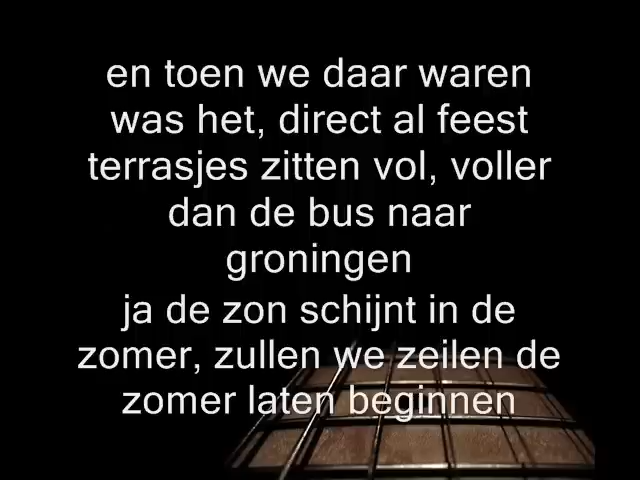 en toen we daar waren
was het, direct al feest
terrasjes zitten vol, voller
dan de bus naar
groningen
ja de zon schijnt in de
zomer, zullen we zeilen de
zomer laten beginnen